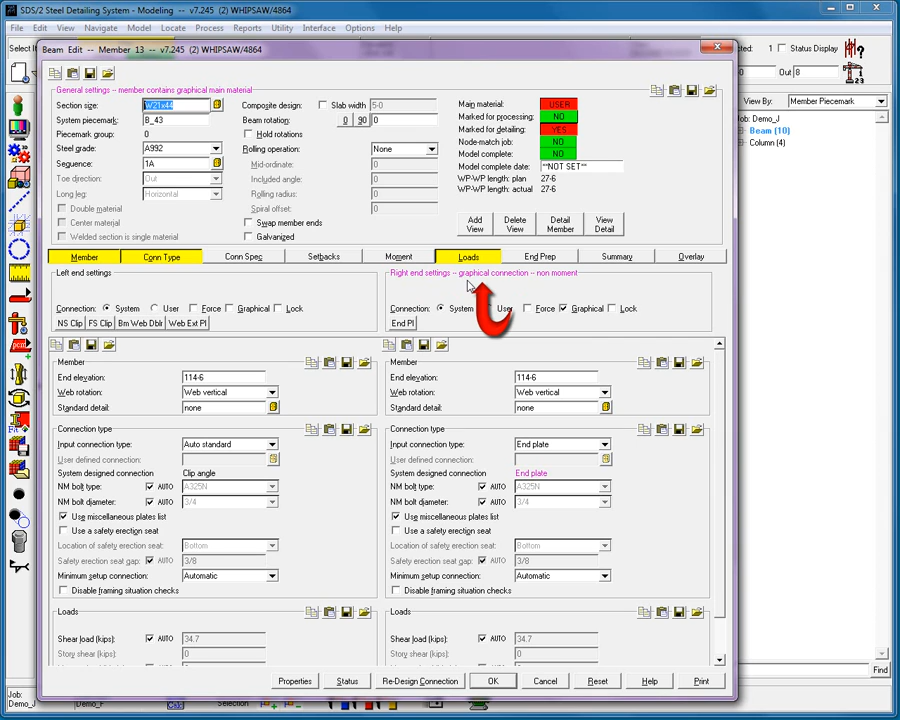 SDS/2 Steel Detailing System - Modeling -- v7.245 (2) WHIPSAW/4864
File Edit View Navigate Model Locate Process Reports Utility Interface Options Help
Select It
1 Status Display
0 Out 8
View By: Member Piecemark
Job: Demo_J
Beam (10)
Column (4)
Beam Edit -- Member 13 -- v7.245 (2) WHIPSAW/4864
General settings -- member contains graphical main material
Section size: W21x44
System piecemark: B_43
Piecemark group: 0
Steel grade: A992
Sequence: 1A
Toe direction: Out
Long leg: Horizontal
Double material
Center material
Welded section is single material
Composite design: Slab width 5-0
Beam rotation: 0 90 0
Hold rotations
Rolling operation: None
Mid-ordinate: 0
Included angle: 0
Rolling radius: 0
Spiral offset: 0
Swap member ends
Galvanized
Main material: USER
Marked for processing: NO
Marked for detailing: YES
Node-match job: NO
Model complete: NO
Model complete date: **NOT SET**
WP-WP length: plan 27-6
WP-WP length: actual 27-6
Add View Delete View Detail Member View Detail
Member Conn Type Conn Spec Setbacks Moment Loads End Prep Summary Overlay
Left end settings
Connection: System User Force Graphical Lock
NS Clip FS Clip Bm Web Dblr Web Ext Pl
Right end settings -- graphical connection -- non moment
Connection: System User Force Graphical Lock
End Pl
Member
End elevation: 114-6
Web rotation: Web vertical
Standard detail: none
Connection type
Input connection type: Auto standard
User defined connection:
System designed connection Clip angle
NM bolt type: AUTO A325N
NM bolt diameter: AUTO 3/4
Use miscellaneous plates list
Use a safety erection seat
Location of safety erection seat: Bottom
Safety erection seat gap: AUTO 3/8
Minimum setup connection: Automatic
Disable framing situation checks
Loads
Shear load (kips): AUTO 34.7
Story shear (kips) 0
Member
End elevation: 114-6
Web rotation: Web vertical
Standard detail: none
Connection type
Input connection type: End plate
User defined connection:
System designed connection End plate
NM bolt type: AUTO A325N
NM bolt diameter: AUTO 3/4
Use miscellaneous plates list
Use a safety erection seat
Location of safety erection seat: Bottom
Safety erection seat gap: AUTO 3/8
Minimum setup connection: Automatic
Disable framing situation checks
Loads
Shear load (kips): AUTO 34.7
Story shear (kips) 0
Properties Status Re-Design Connection OK Cancel Reset Help Print
Find
Job:
Demo_J
Demo_F
Selection